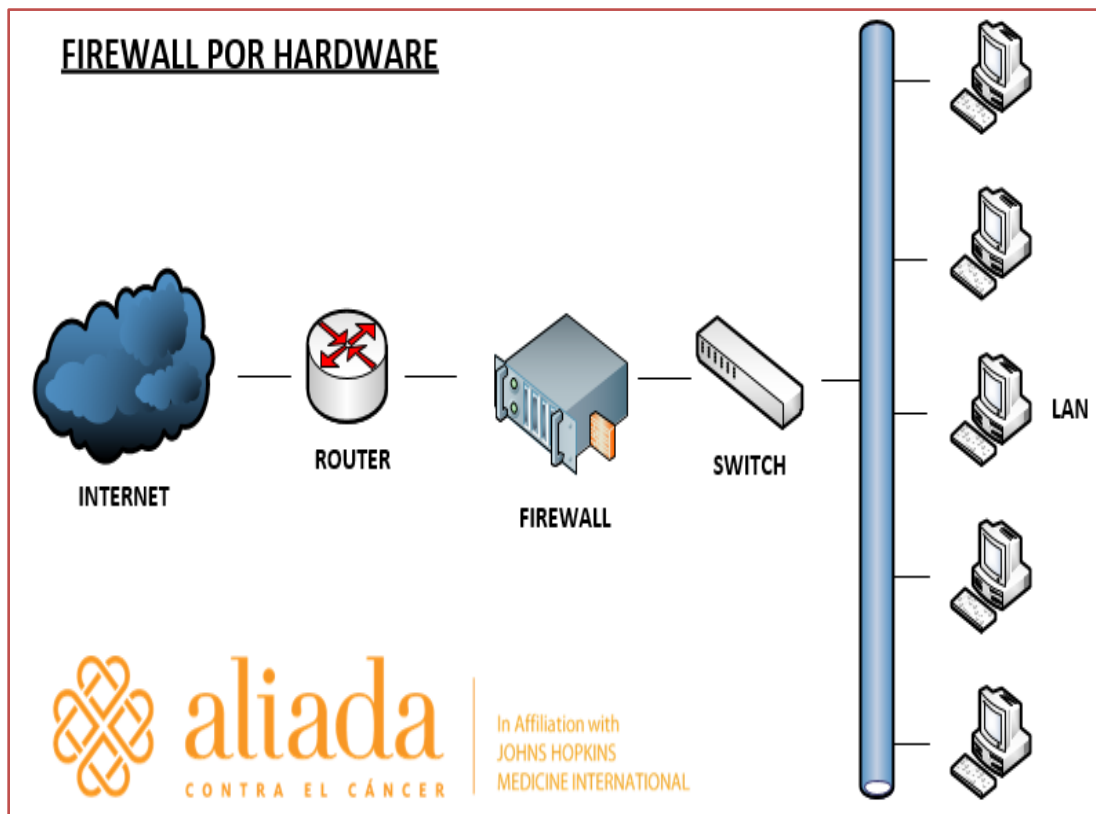 FIREWALL POR HARDWARE
INTERNET
ROUTER
FIREWALL
SWITCH
LAN
aliada
CONTRA EL CÁNCER
In Affiliation with
JOHNS HOPKINS
MEDICINE INTERNATIONAL